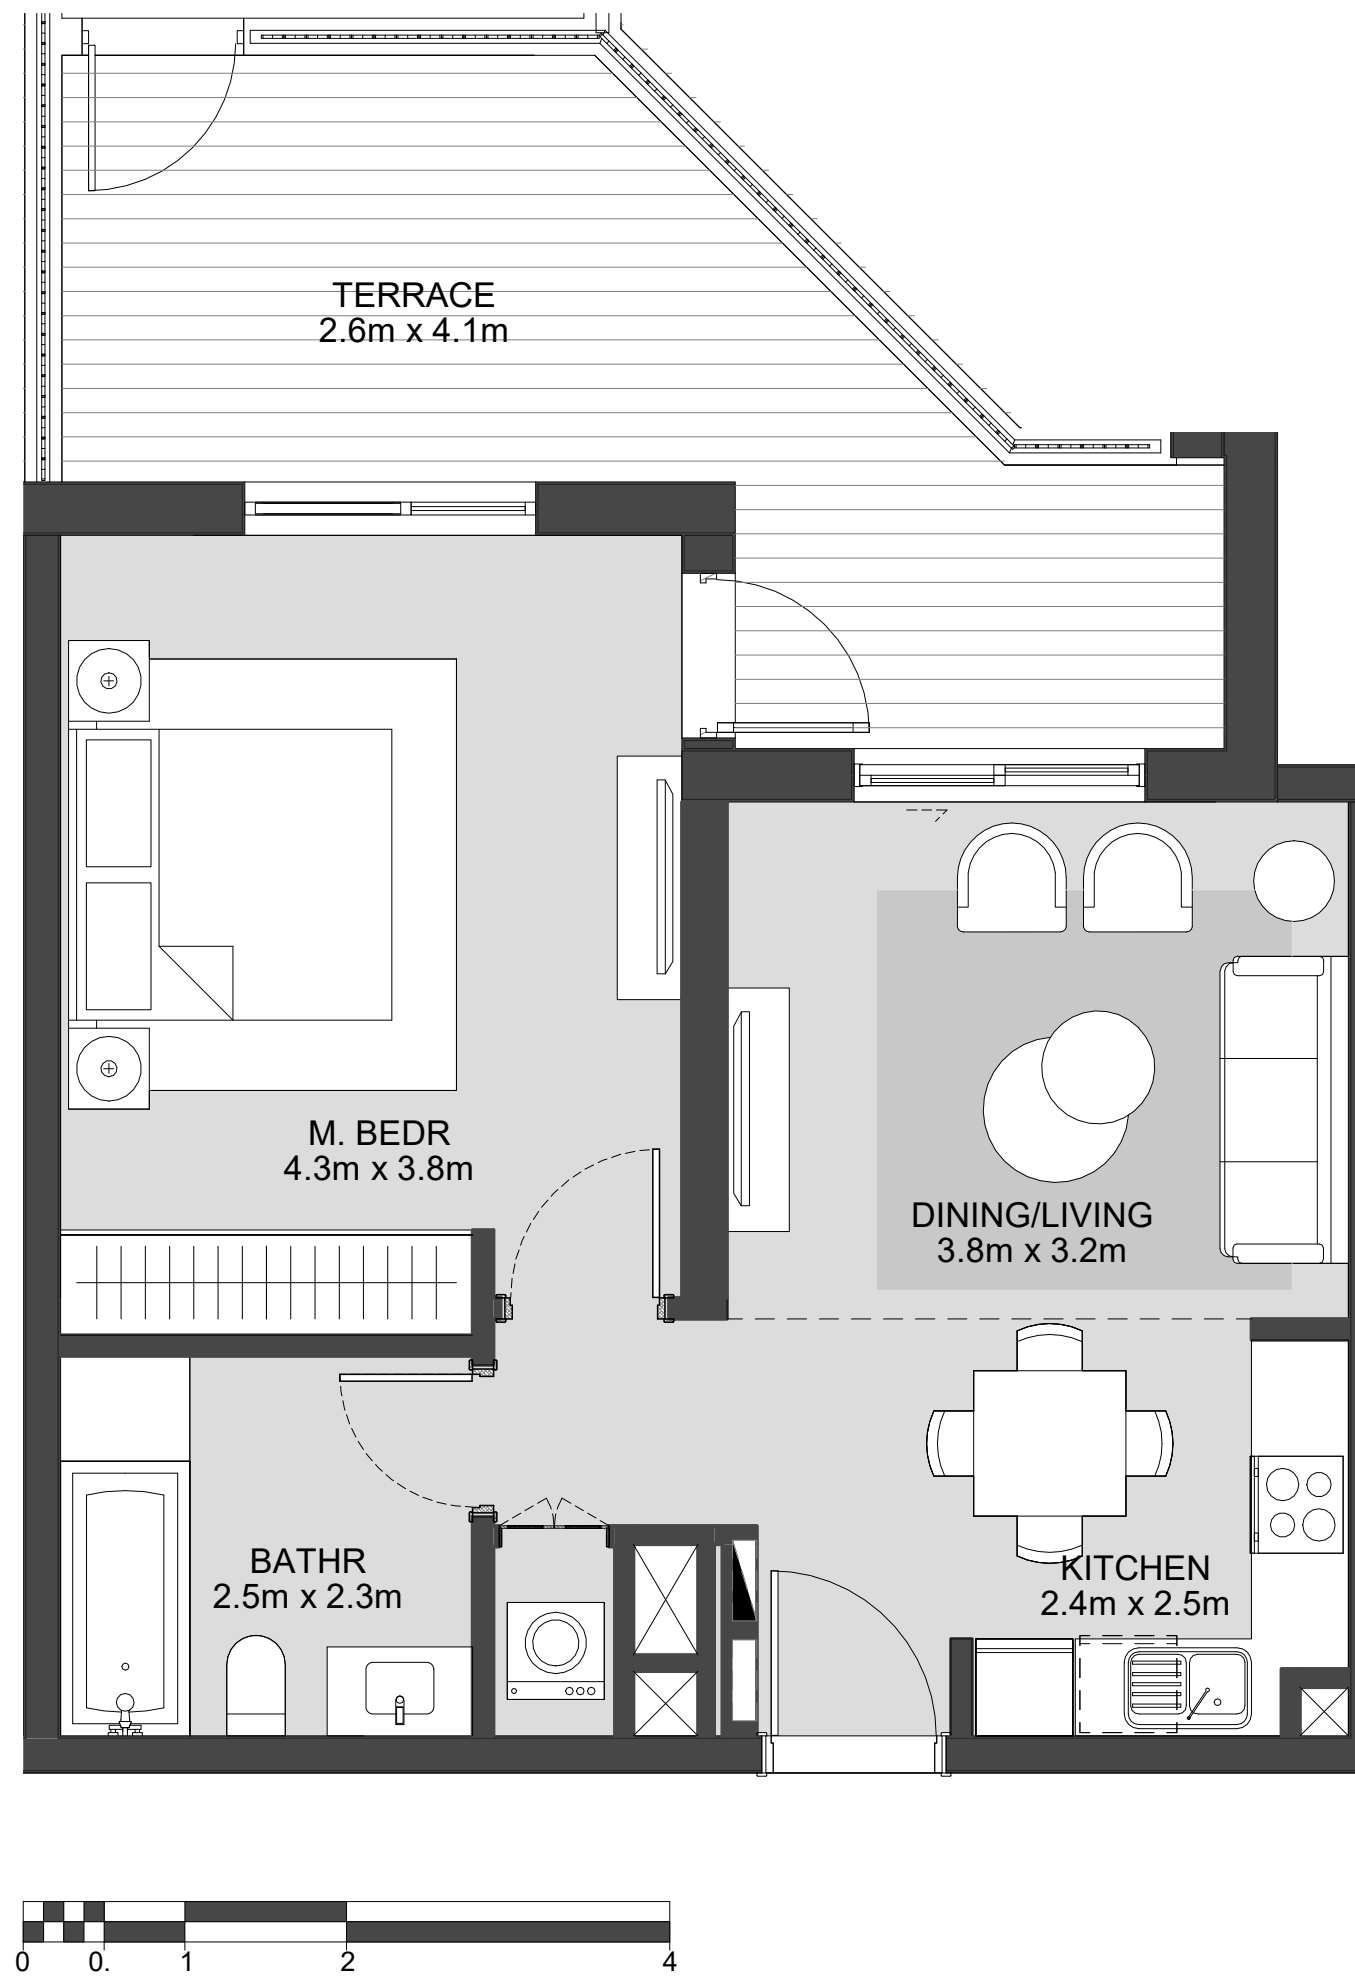 TERRACE
2.6m x 4.1m
M. BEDR
4.3m x 3.8m
DINING/LIVING
3.8m x 3.2m
BATHR
2.5m x 2.3m
KITCHEN
2.4m x 2.5m
0 0. 1 2 4